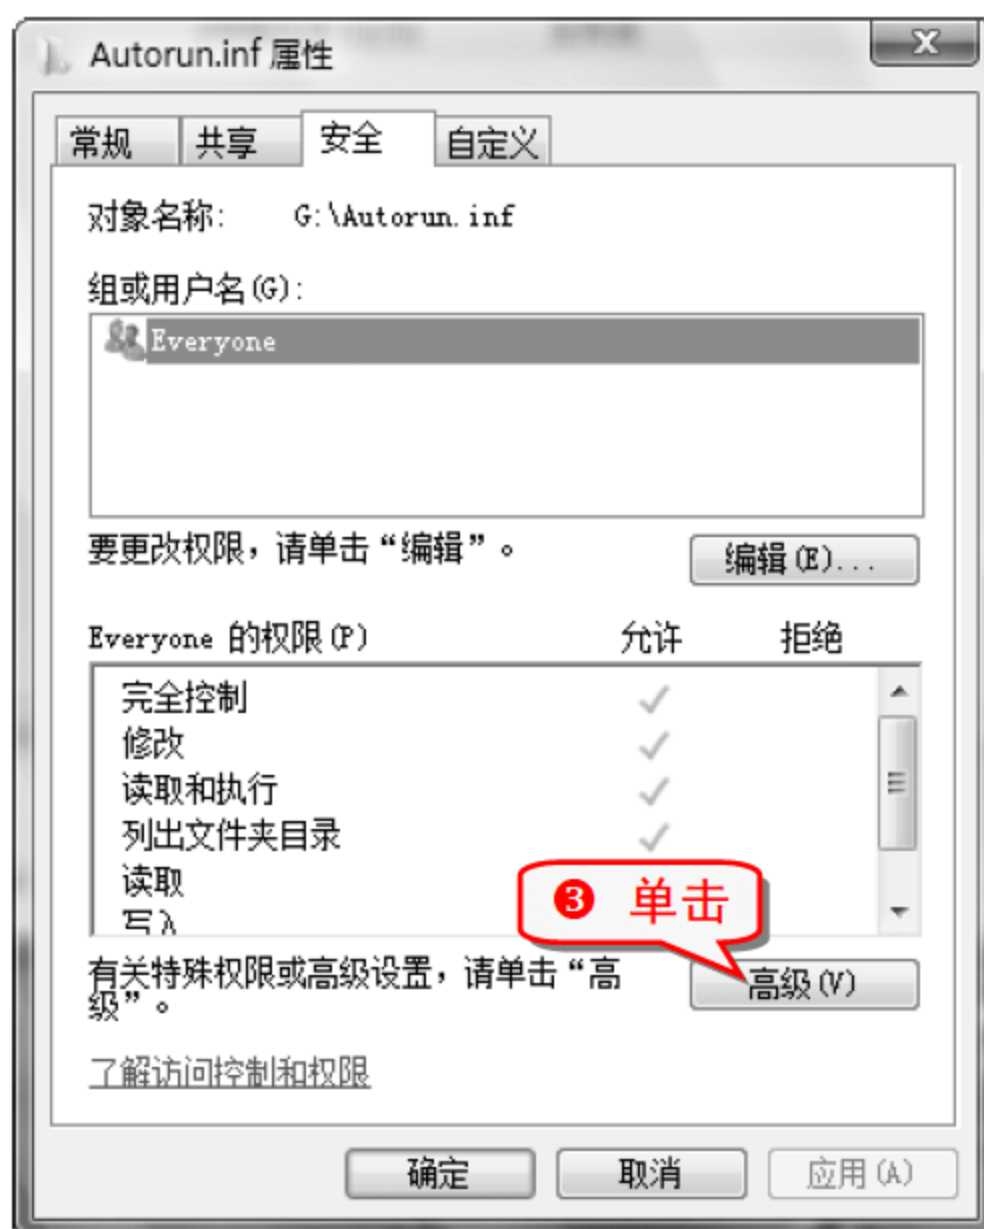 Autorun.inf 属性
常规 共享 安全 自定义
对象名称: G:\Autorun.inf
组或用户名(G):
Everyone
要更改权限，请单击“编辑”。 编辑(E)...
Everyone 的权限(P) 允许 拒绝
完全控制
修改
读取和执行
列出文件夹目录
读取
写入
❸ 单击
有关特殊权限或高级设置，请单击“高
级”。
高级(V)
了解访问控制和权限
确定 取消 应用(A)